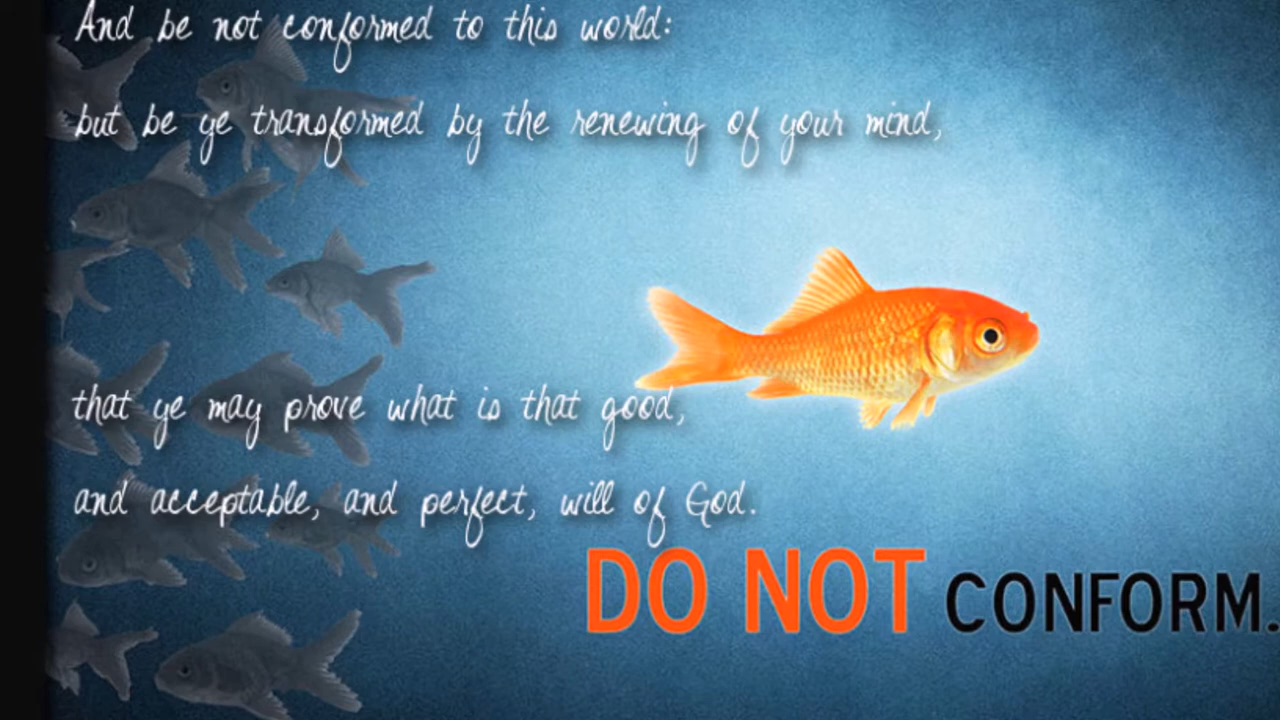 And be not conformed to this world:
but be ye transformed by the renewing of your mind,
that ye may prove what is that good,
and acceptable, and perfect, will of God.
DO NOT CONFORM.